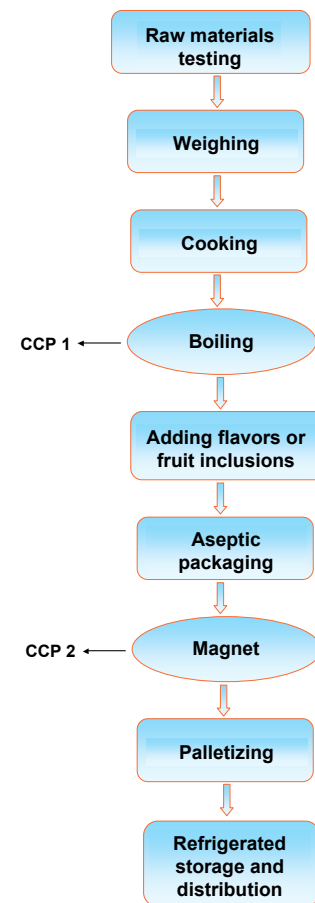 Raw materials
testing
Weighing
Cooking
CCP 1
Boiling
Adding flavors or
fruit inclusions
Aseptic
packaging
CCP 2
Magnet
Palletizing
Refrigerated
storage and
distribution